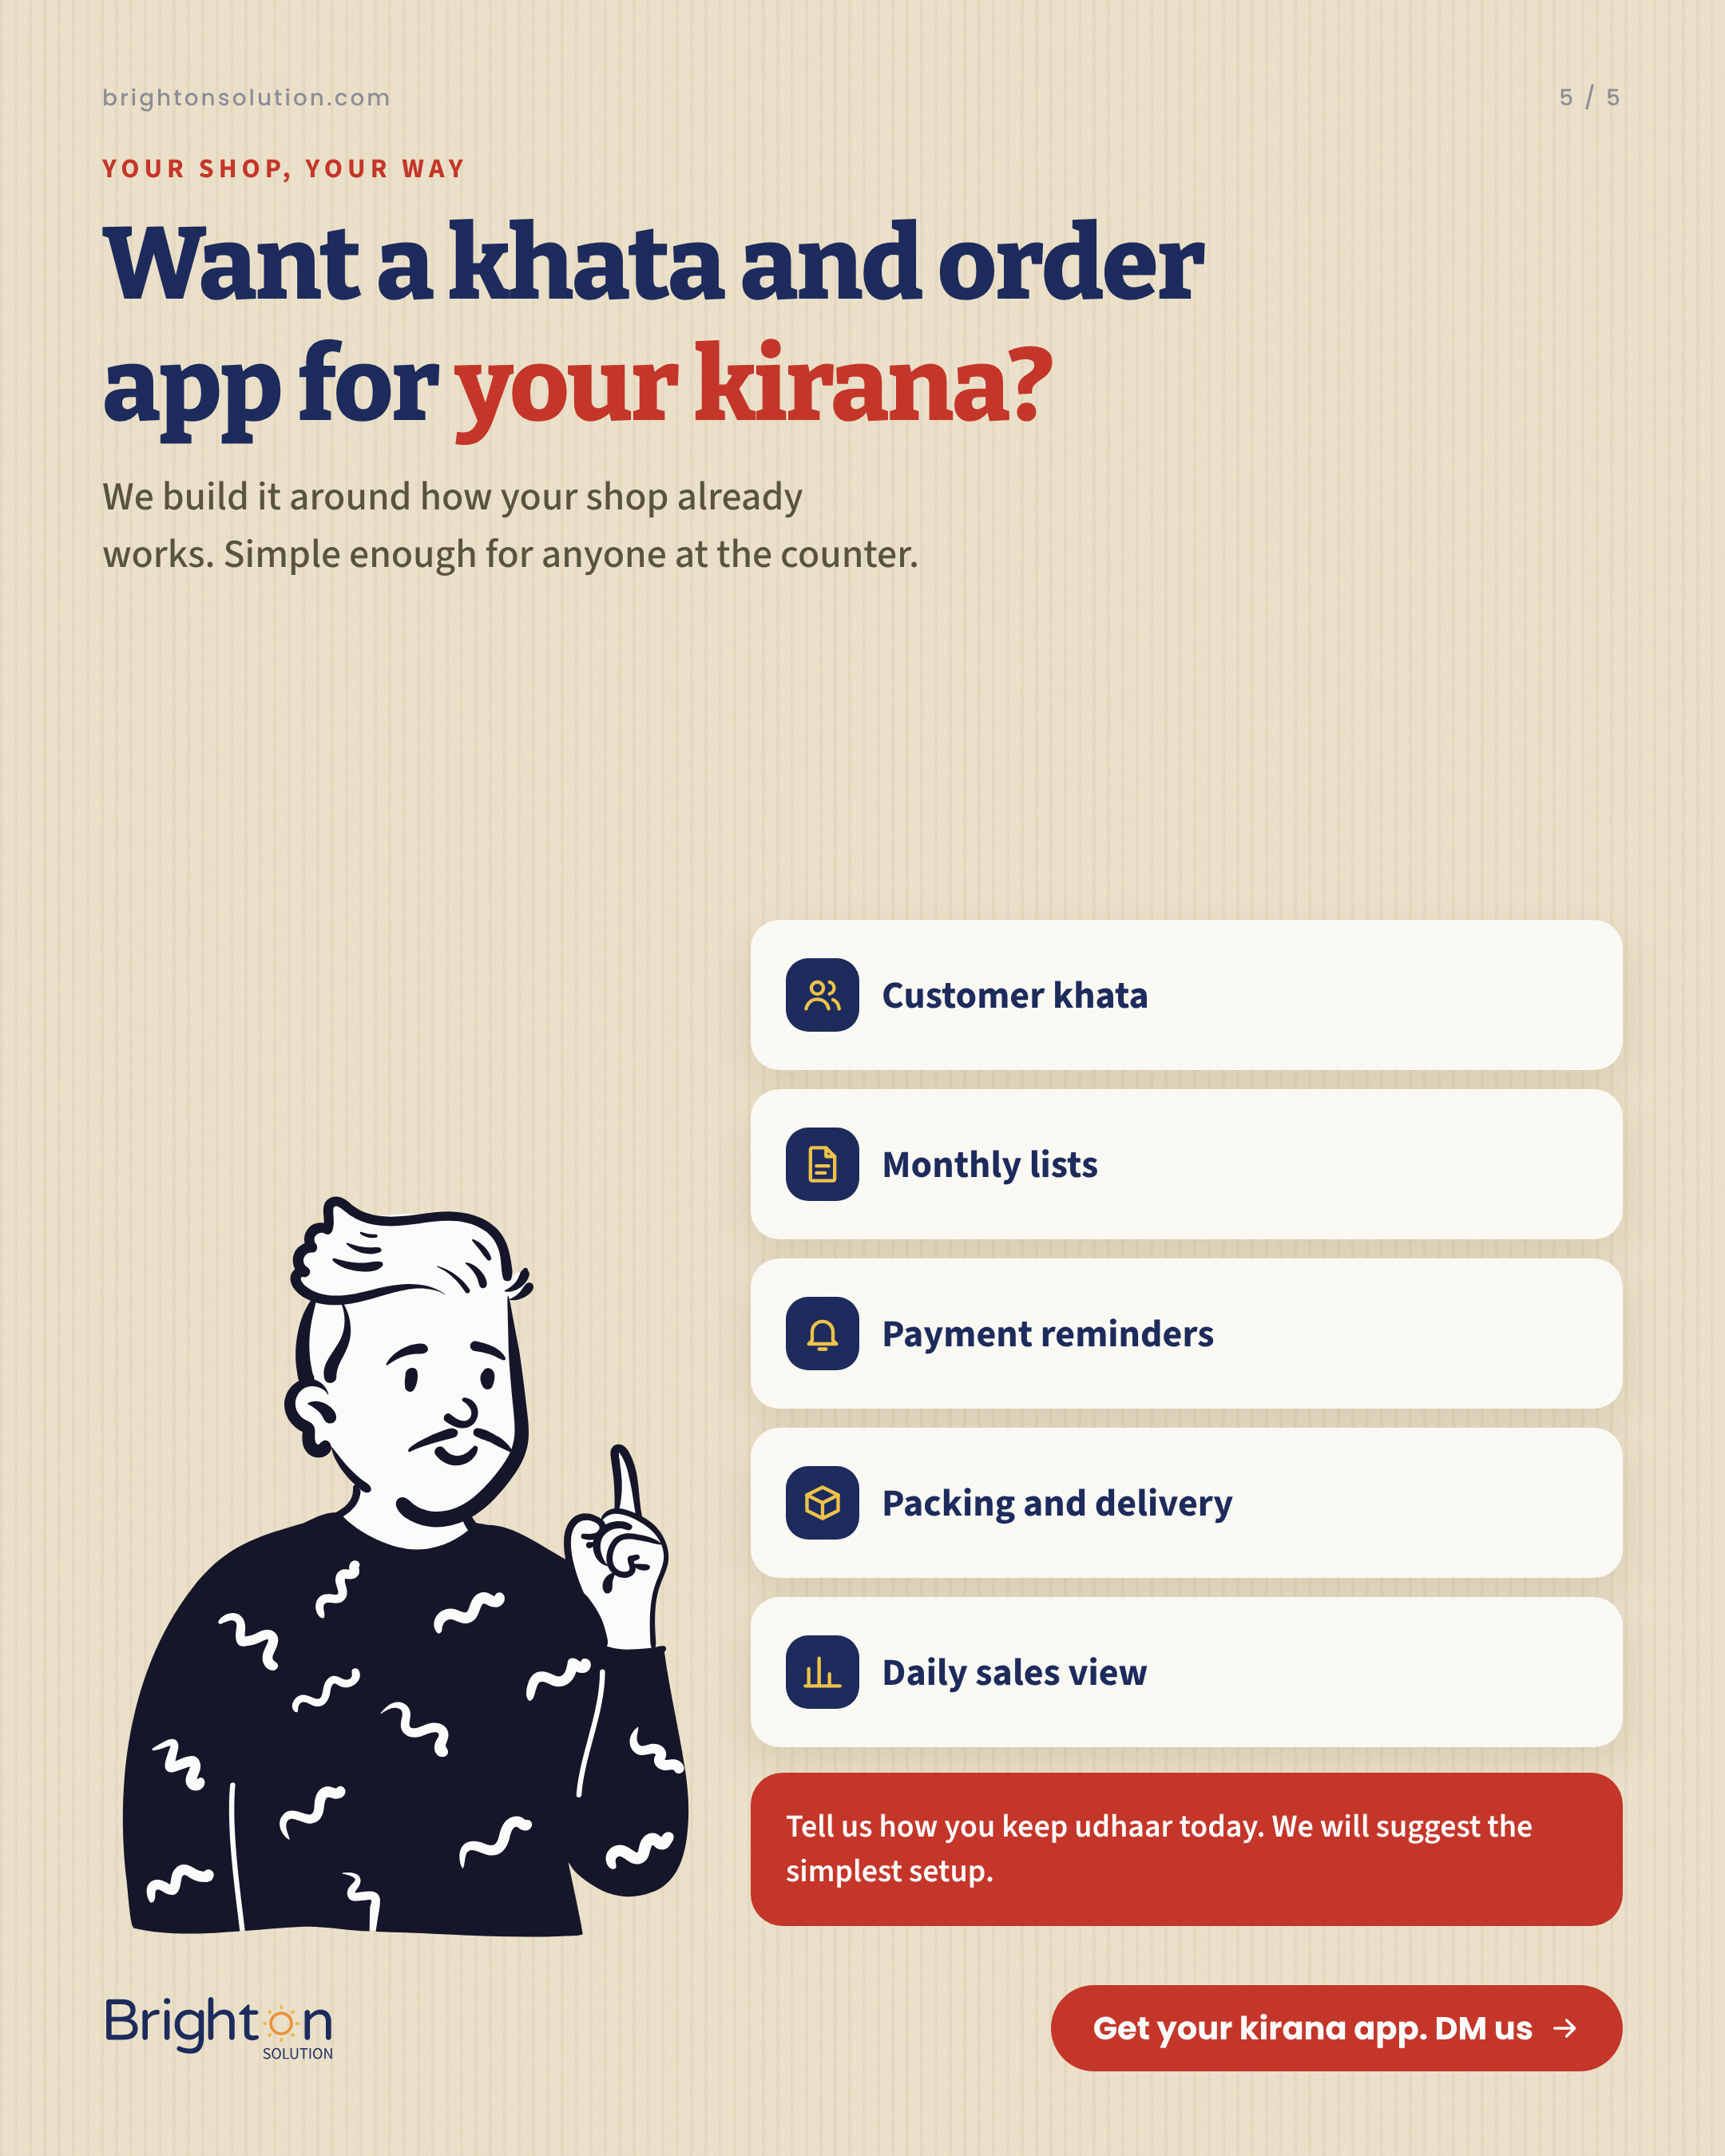 brightonsolution.com
5 / 5
YOUR SHOP, YOUR WAY
Want a khata and order
app for your kirana?
We build it around how your shop already
works. Simple enough for anyone at the counter.
Customer khata
Monthly lists
Payment reminders
Packing and delivery
Daily sales view
Tell us how you keep udhaar today. We will suggest the
simplest setup.
Brighton
SOLUTION
Get your kirana app. DM us →